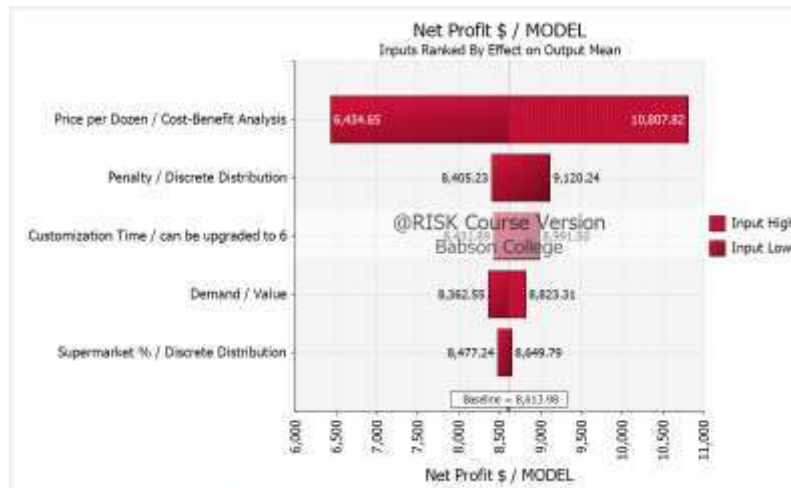 Net Profit $ / MODEL
Inputs Ranked By Effect on Output Mean
Price per Dozen / Cost-Benefit Analysis
6,434.65
10,807.82
Penalty / Discrete Distribution
8,405.23
9,120.24
@RISK Course Version
Customization Time / can be upgraded to 6
Babson College
Input High
Input Low
Demand / Value
8,362.55
8,823.31
Supermarket % / Discrete Distribution
8,477.24
8,649.79
Baseline = 8,613.98
6,000
6,500
7,000
7,500
8,000
8,500
9,000
9,500
10,000
10,500
11,000
Net Profit $ / MODEL